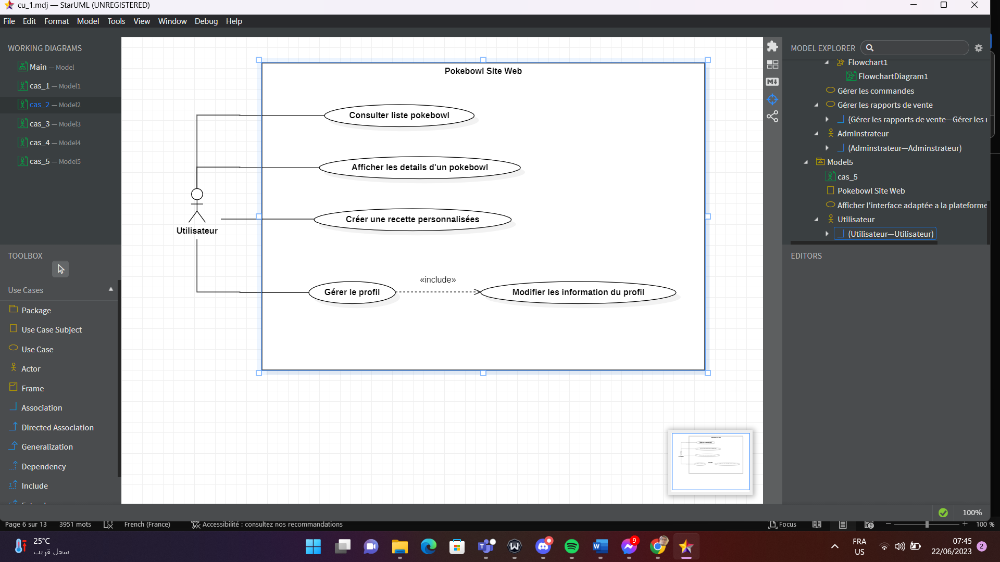 cu_1.mdj — StarUML (UNREGISTERED)
File Edit Format Model Tools View Window Debug Help
WORKING DIAGRAMS
Main — Model
cas_1 — Model1
cas_2 — Model2
cas_3 — Model3
cas_4 — Model4
cas_5 — Model5
TOOLBOX
Use Cases
Package
Use Case Subject
Use Case
Actor
Frame
Association
Directed Association
Generalization
Dependency
Include
Pokebowl Site Web
Consulter liste pokebowl
Afficher les details d'un pokebowl
Créer une recette personnalisées
Utilisateur
«include»
Gérer le profil
Modifier les information du profil
MODEL EXPLORER
Flowchart1
FlowchartDiagram1
Gérer les commandes
Gérer les rapports de vente
(Gérer les rapports de vente—Gérer les
Adminstrateur
(Adminstrateur—Adminstrateur)
Model5
cas_5
Pokebowl Site Web
Afficher l'interface adaptée a la plateforme
Utilisateur
(Utilisateur—Utilisateur)
EDITORS
100%
Page 6 sur 13 3951 mots French (France) Accessibilité : consultez nos recommandations Focus 100 %
25°C
سجل قريب
9
FRA
US
07:45
22/06/2023
2